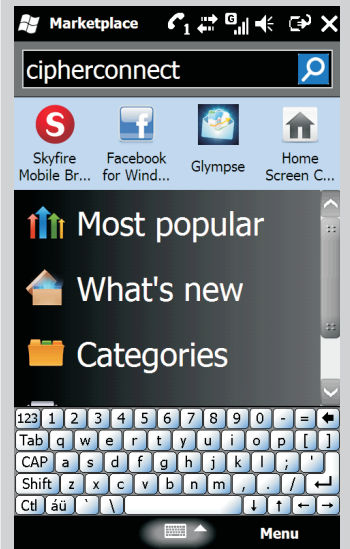 Marketplace
1
G
cipherconnect
S
f
Skyfire
Mobile Br...
Facebook
for Wind...
Glympse
Home
Screen C...
Most popular
What's new
Categories
123 1 2 3 4 5 6 7 8 9 0 - =
Tab q w e r t y u i o p [ ]
CAP a s d f g h j k l ; '
Shift z x c v b n m , . /
Ctl áü ` \
Menu